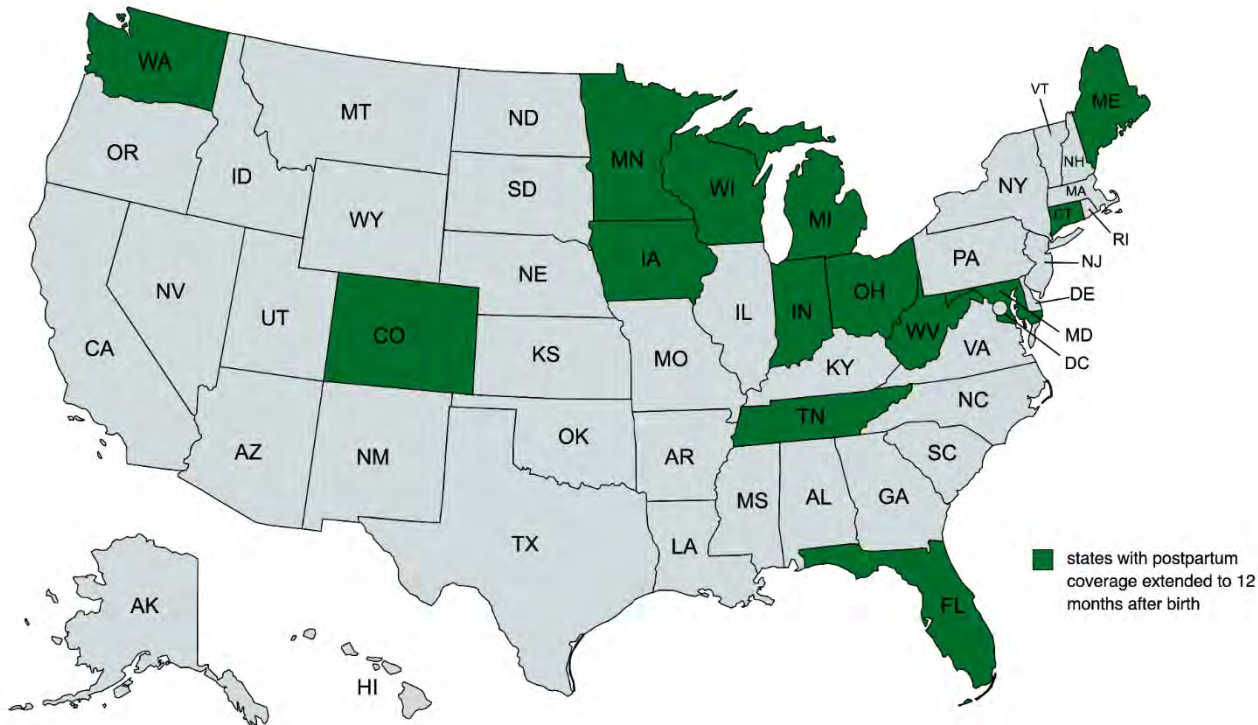 WA
MT
ND
MN
VT
ME
OR
ID
SD
WI
MI
NH
NY
MA
CT
RI
WY
IA
NE
PA
NJ
NV
UT
CO
IL
IN
OH
DE
MD
CA
KS
MO
WV
VA
DC
KY
AZ
NM
OK
AR
TN
NC
SC
TX
LA
MS
AL
GA
states with postpartum
coverage extended to 12
months after birth
FL
AK
HI